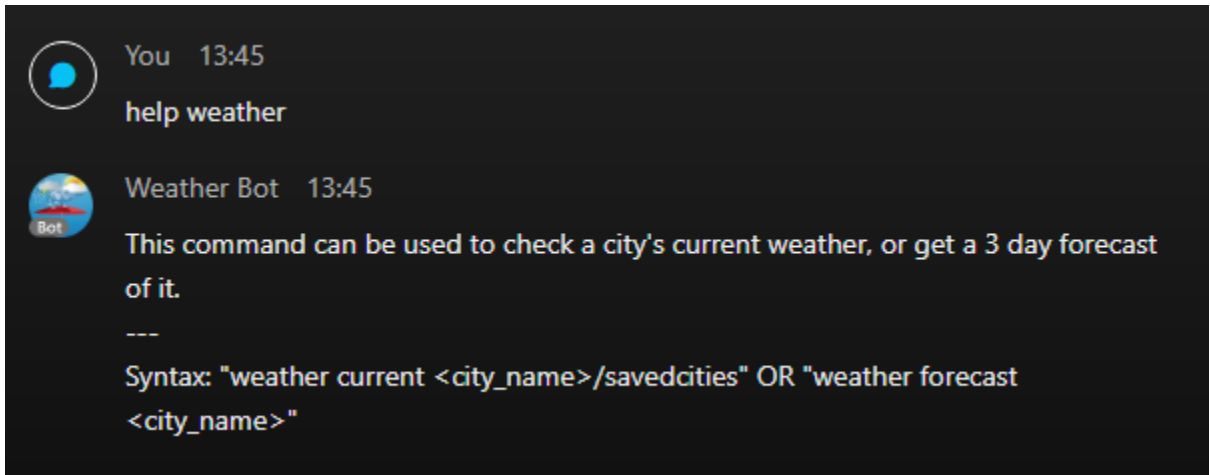 You 13:45
help weather
Weather Bot 13:45
Bot
This command can be used to check a city's current weather, or get a 3 day forecast
of it.
---
Syntax: "weather current <city_name>/savedcities" OR "weather forecast
<city_name>"